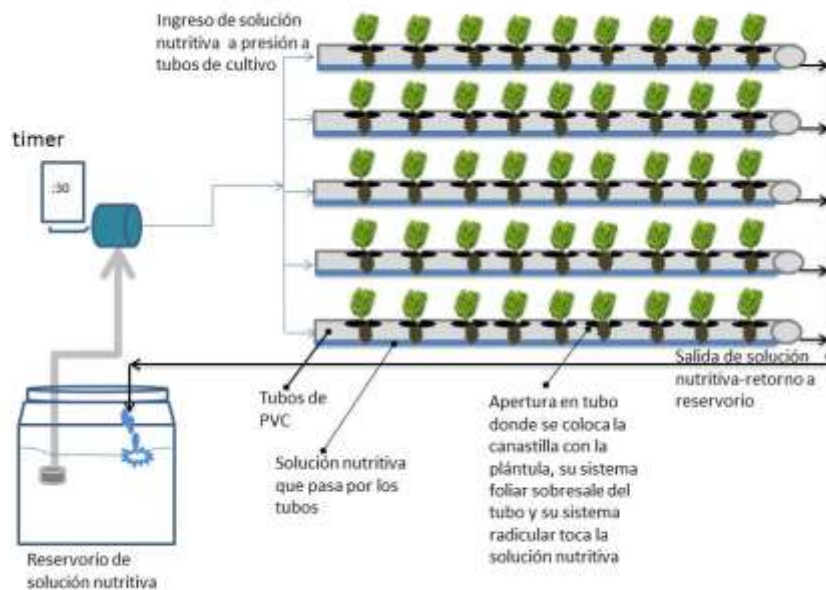 Ingreso de solución
nutritiva a presión a
tubos de cultivo
timer
:30
Salida de solución
nutritiva-retorno a
reservorio
Tubos de
PVC
Apertura en tubo
donde se coloca la
canastilla con la
plántula, su sistema
foliar sobresale del
tubo y su sistema
radicular toca la
solución nutritiva
Solución nutritiva
que pasa por los
tubos
Reservorio de
solución nutritiva